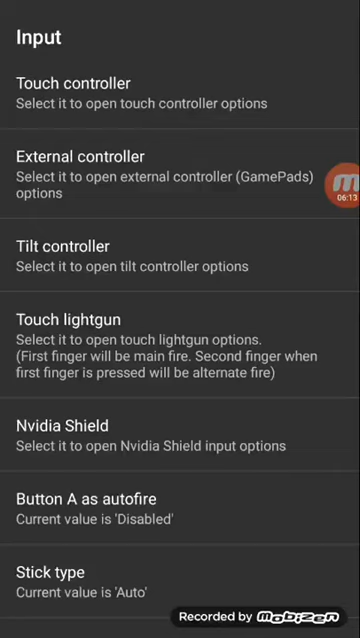 Input
Touch controller
Select it to open touch controller options
External controller
Select it to open external controller (GamePads)
options
06:13
Tilt controller
Select it to open tilt controller options
Touch lightgun
Select it to open touch lightgun options.
(First finger will be main fire. Second finger when
first finger is pressed will be alternate fire)
Nvidia Shield
Select it to open Nvidia Shield input options
Button A as autofire
Current value is 'Disabled'
Stick type
Current value is 'Auto'
Recorded by Mobizen